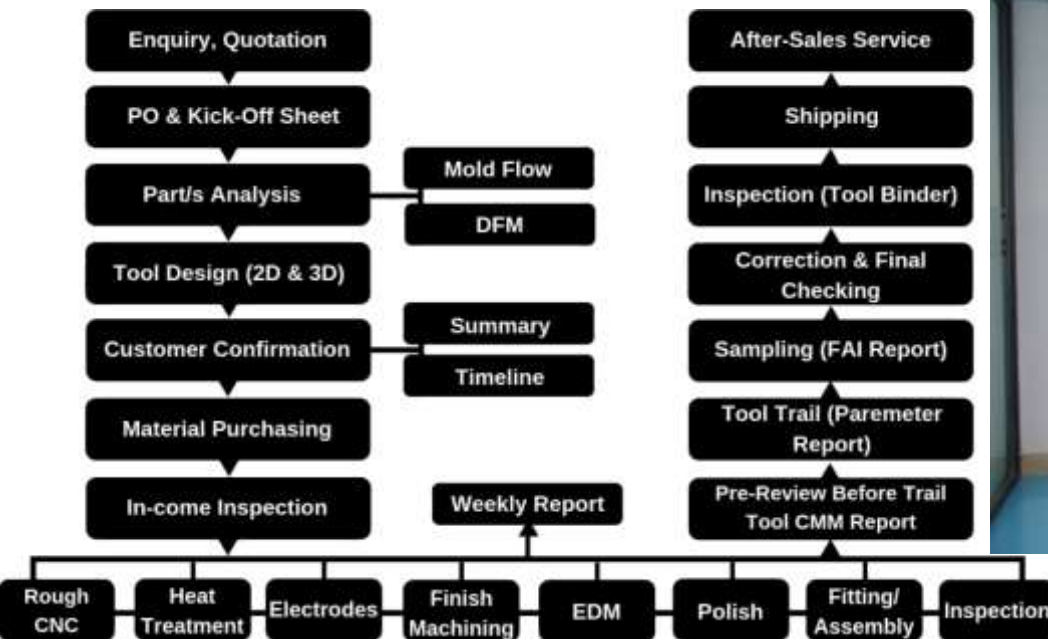 Enquiry, Quotation
PO & Kick-Off Sheet
Part/s Analysis
Mold Flow
DFM
Tool Design (2D & 3D)
Customer Confirmation
Summary
Timeline
Material Purchasing
In-come Inspection
Weekly Report
Rough
CNC
Heat
Treatment
Electrodes
Finish
Machining
EDM
Polish
Fitting/
Assembly
Inspection
Pre-Review Before Trail
Tool CMM Report
Tool Trail (Paremeter
Report)
Sampling (FAI Report)
Correction & Final
Checking
Inspection (Tool Binder)
Shipping
After-Sales Service